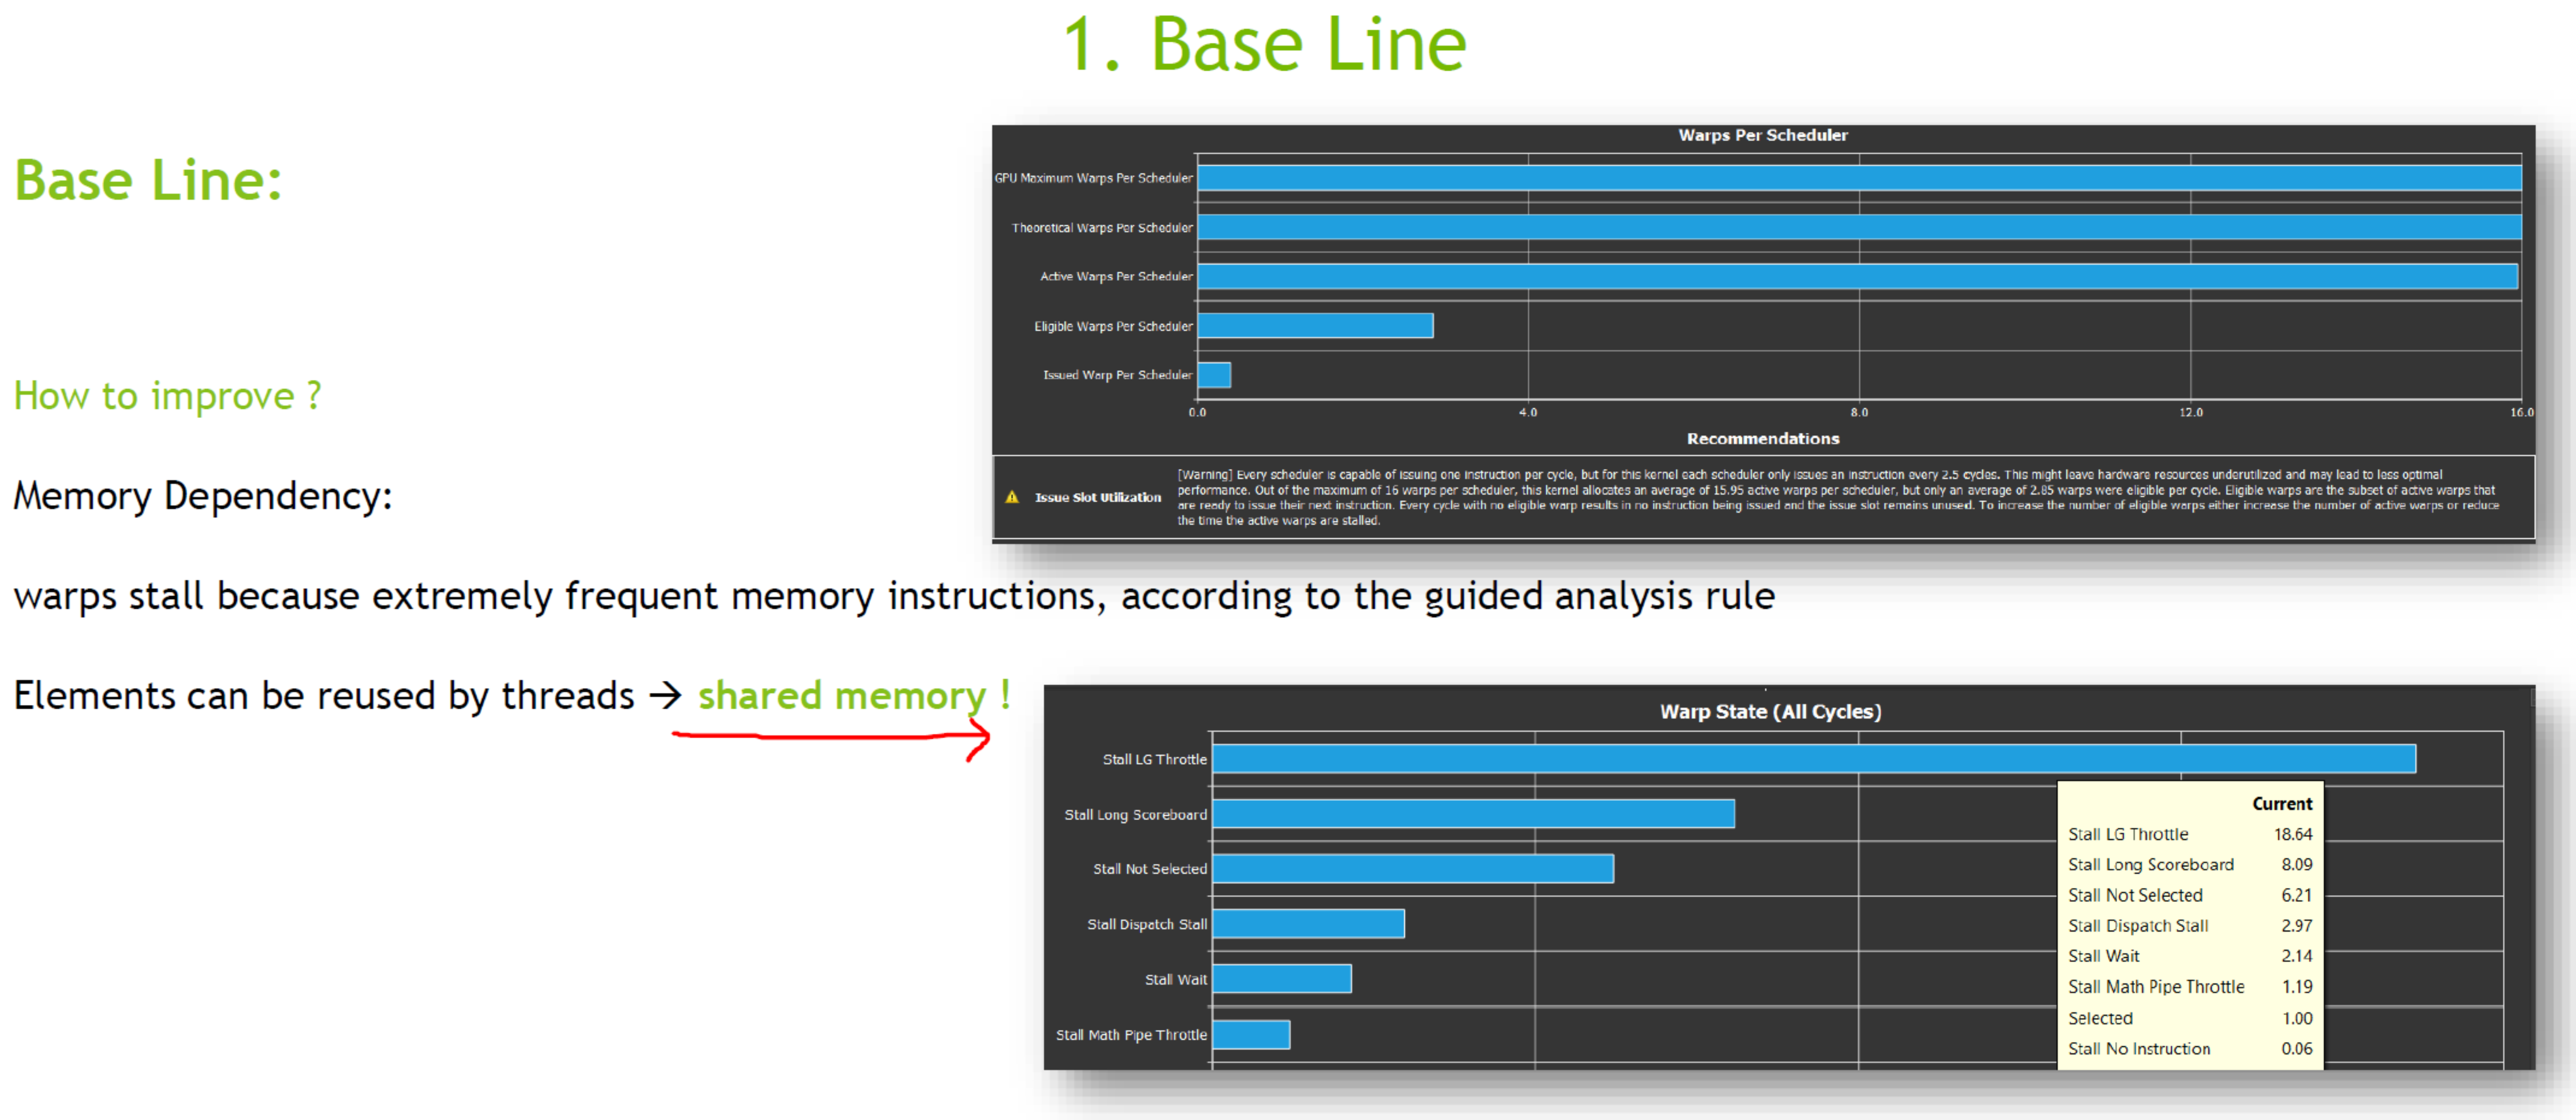 1. Base Line
Base Line:
How to improve ?
Memory Dependency:
warps stall because extremely frequent memory instructions, according to the guided analysis rule
Elements can be reused by threads → shared memory !
Warps Per Scheduler
GPU Maximum Warps Per Scheduler
Theoretical Warps Per Scheduler
Active Warps Per Scheduler
Eligible Warps Per Scheduler
Issued Warp Per Scheduler
0.0 4.0 8.0 12.0 16.0
Recommendations
Issue Slot Utilization
[Warning] Every scheduler is capable of issuing one instruction per cycle, but for this kernel each scheduler only issues an instruction every 2.5 cycles. This might leave hardware resources underutilized and may lead to less optimal
performance. Out of the maximum of 16 warps per scheduler, this kernel allocates an average of 15.95 active warps per scheduler, but only an average of 2.85 warps were eligible per cycle. Eligible warps are the subset of active warps that
are ready to issue their next instruction. Every cycle with no eligible warp results in no instruction being issued and the issue slot remains unused. To increase the number of eligible warps either increase the number of active warps or reduce
the time the active warps are stalled.
Warp State (All Cycles)
Stall LG Throttle
Stall Long Scoreboard
Stall Not Selected
Stall Dispatch Stall
Stall Wait
Stall Math Pipe Throttle
Current
Stall LG Throttle 18.64
Stall Long Scoreboard 8.09
Stall Not Selected 6.21
Stall Dispatch Stall 2.97
Stall Wait 2.14
Stall Math Pipe Throttle 1.19
Selected 1.00
Stall No Instruction 0.06